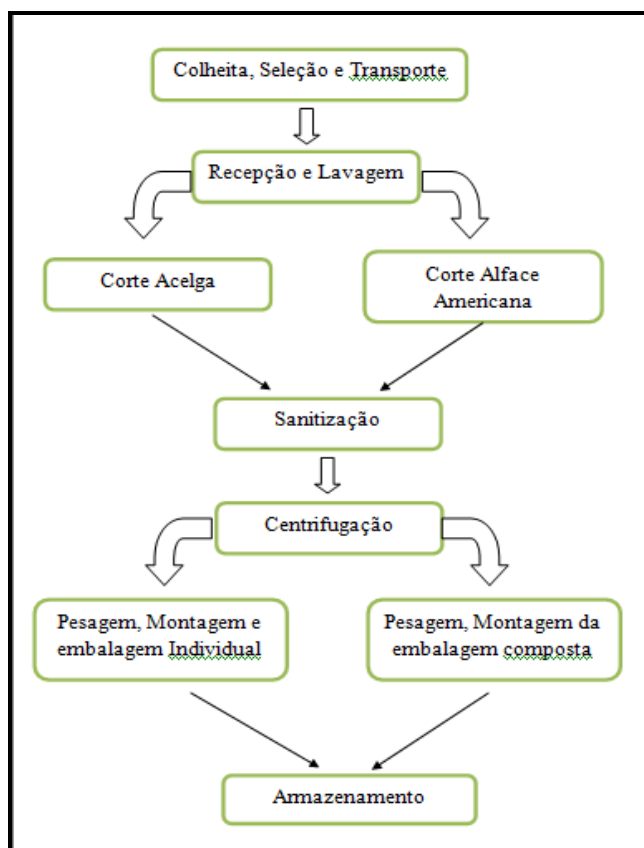 Colheita, Seleção e Transporte
Recepção e Lavagem
Corte Acelga
Corte Alface
Americana
Sanitização
Centrifugação
Pesagem, Montagem e
embalagem Individual
Pesagem, Montagem da
embalagem composta
Armazenamento